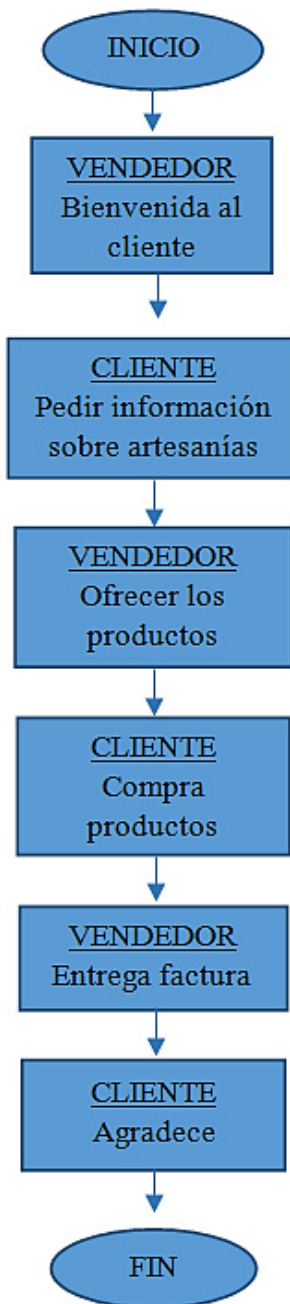 INICIO
VENDEDOR
Bienvenida al
cliente
CLIENTE
Pedir información
sobre artesanías
VENDEDOR
Ofrecer los
productos
CLIENTE
Compra
productos
VENDEDOR
Entrega factura
CLIENTE
Agradece
FIN